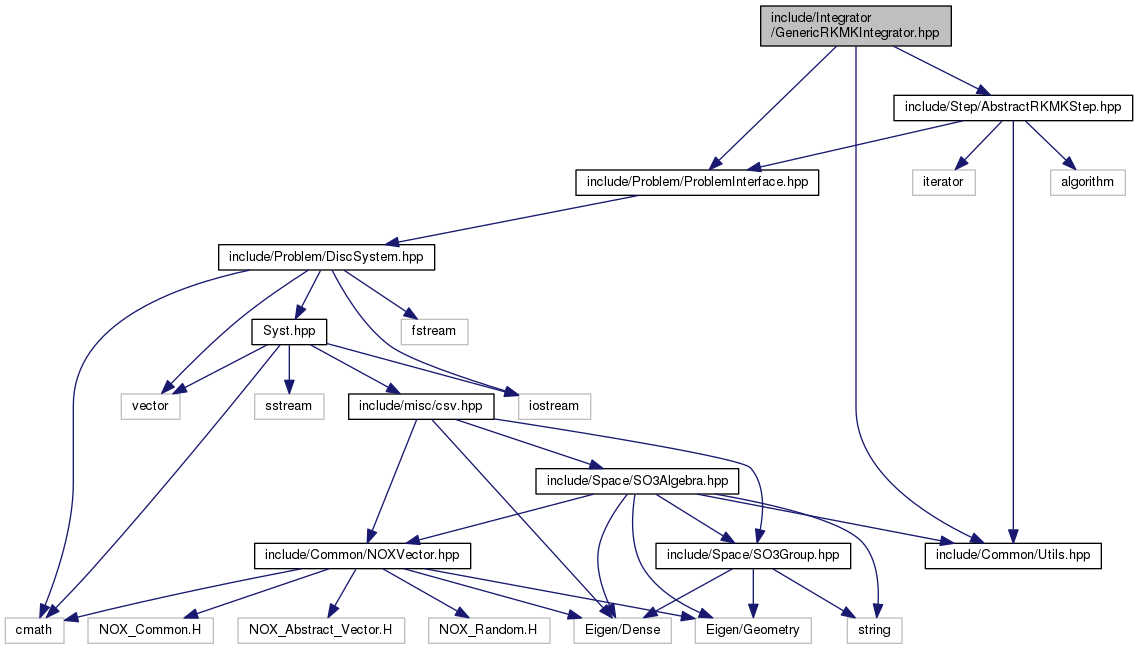 include/Integrator
/GenericRKMKIntegrator.hpp
include/Step/AbstractRKMKStep.hpp
include/Problem/ProblemInterface.hpp
iterator
algorithm
include/Problem/DiscSystem.hpp
Syst.hpp
fstream
vector
sstream
include/misc/csv.hpp
iostream
include/Space/SO3Algebra.hpp
include/Common/NOXVector.hpp
include/Space/SO3Group.hpp
include/Common/Utils.hpp
cmath
NOX_Common.H
NOX_Abstract_Vector.H
NOX_Random.H
Eigen/Dense
Eigen/Geometry
string